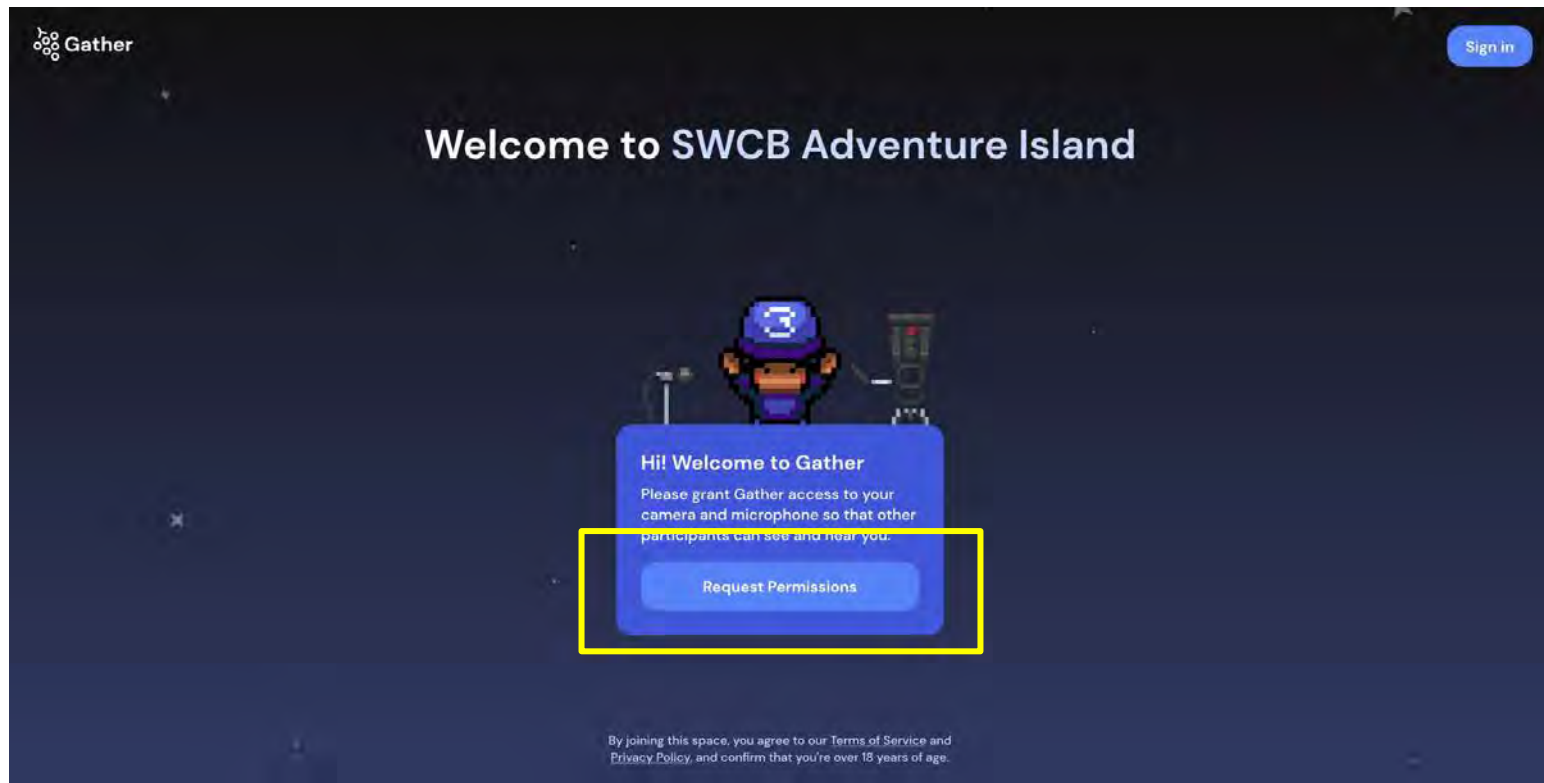 Gather
Sign in
Welcome to SWCB Adventure Island
Hi! Welcome to Gather
Please grant Gather access to your
camera and microphone so that other
participants can see and hear you.
Request Permissions
By joining this space, you agree to our Terms of Service and
Privacy Policy, and confirm that you're over 18 years of age.